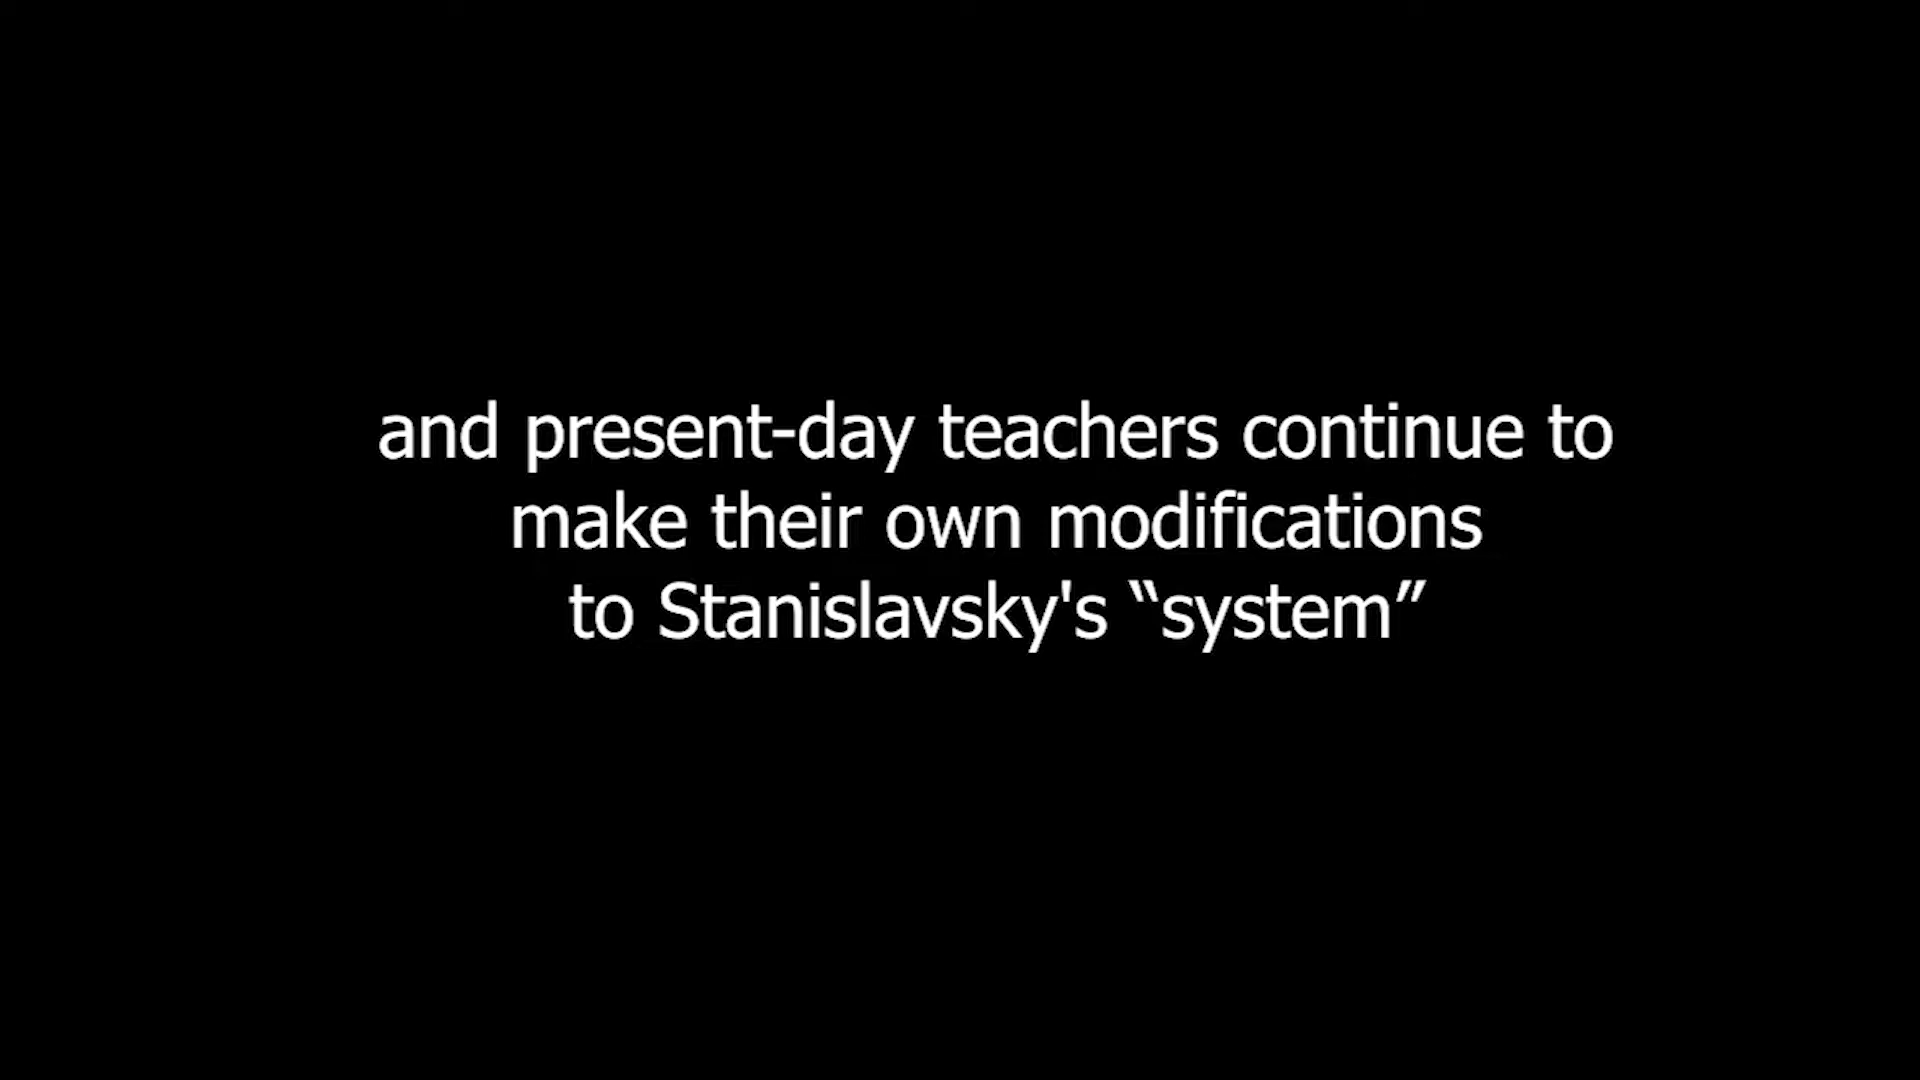 and present-day teachers continue to
make their own modifications
to Stanislavsky's “system”